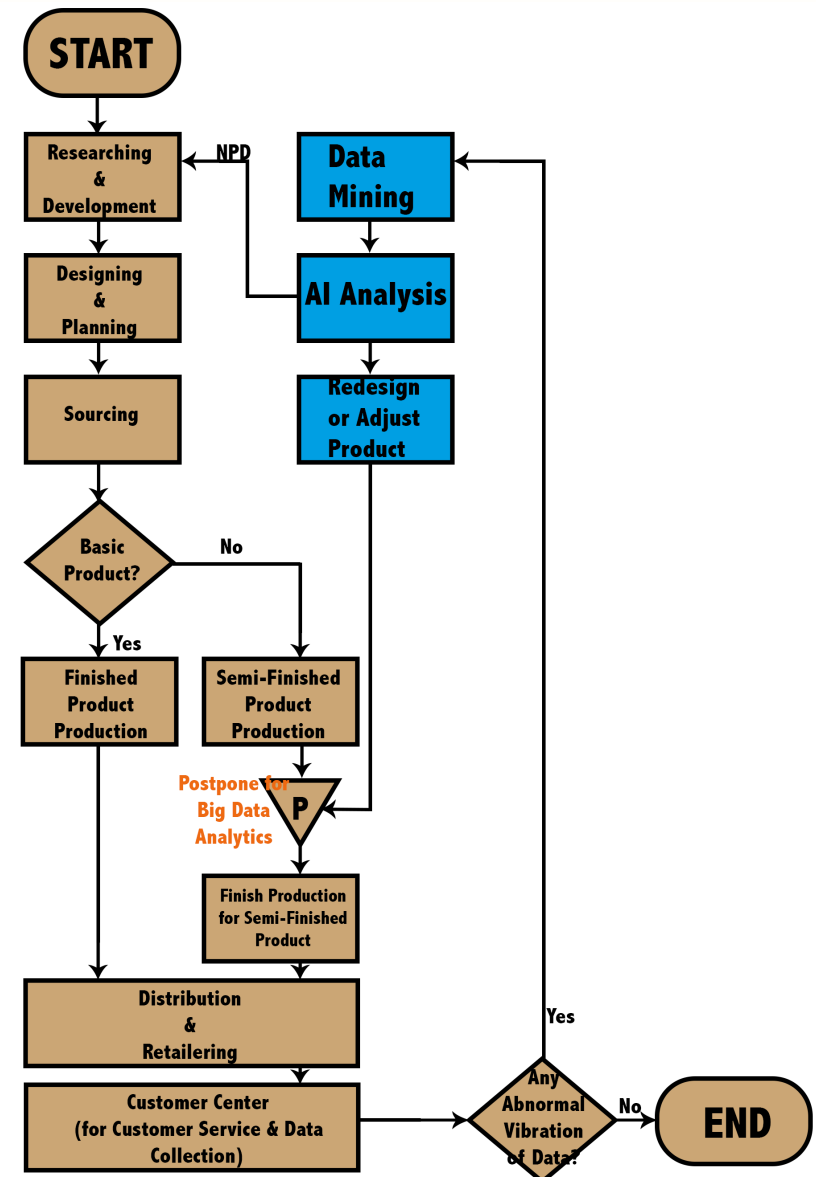 START
Researching
&
Development
NPD
Data
Mining
Designing
&
Planning
AI Analysis
Sourcing
Redesign
or Adjust
Product
Basic
Product?
No
Yes
Finished
Product
Production
Semi-Finished
Product
Production
Postpone for
Big Data
Analytics
P
Finish Production
for Semi-Finished
Product
Distribution
&
Retailering
Customer Center
(for Customer Service & Data
Collection)
Yes
Any
Abnormal
Vibration
of Data?
No
END